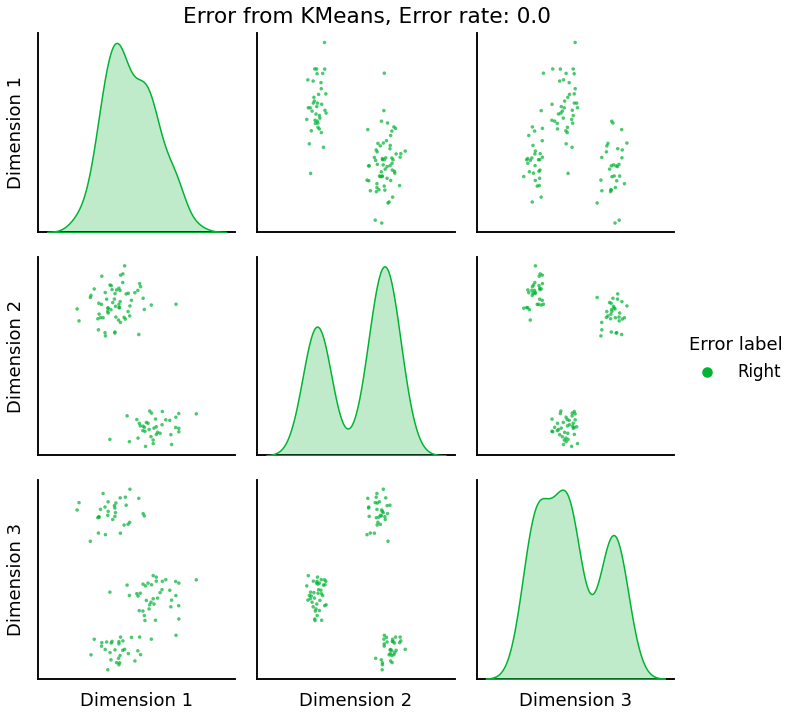 Error from KMeans, Error rate: 0.0
Dimension 1
Dimension 2
Dimension 3
Error label
Right
Dimension 1
Dimension 2
Dimension 3